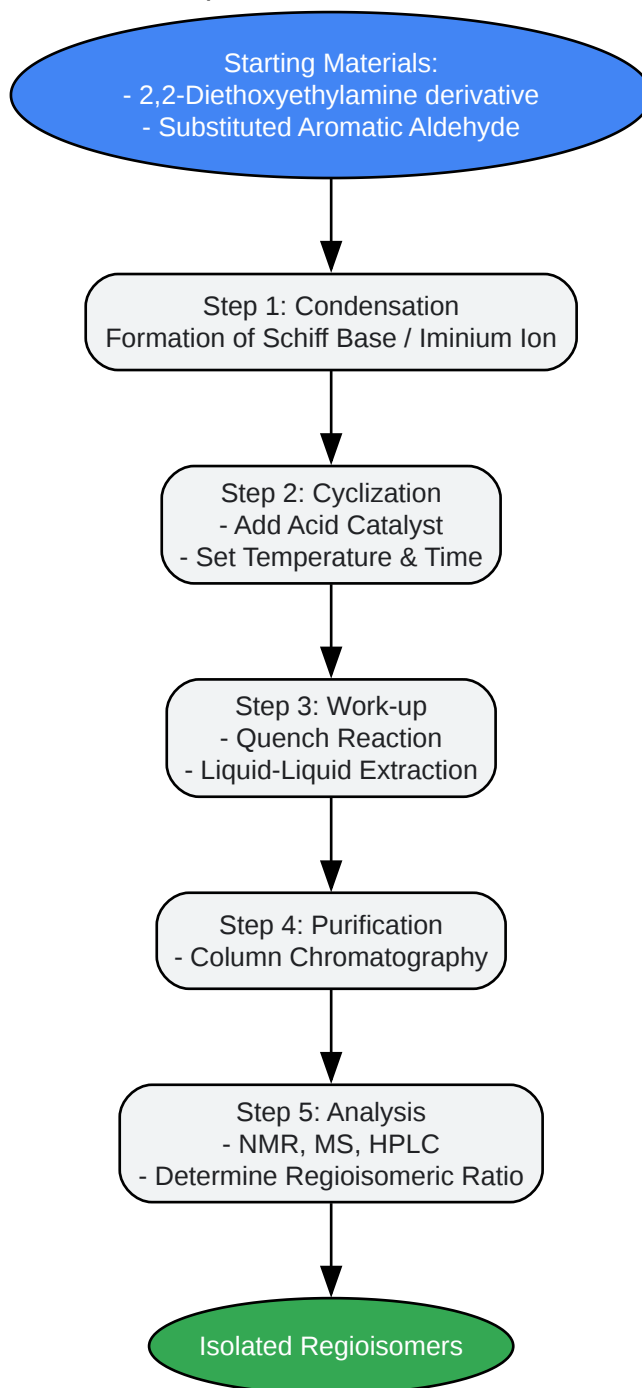 Starting Materials:
- 2,2-Diethoxyethylamine derivative
- Substituted Aromatic Aldehyde
Step 1: Condensation
Formation of Schiff Base / Iminium Ion
Step 2: Cyclization
- Add Acid Catalyst
- Set Temperature & Time
Step 3: Work-up
- Quench Reaction
- Liquid-Liquid Extraction
Step 4: Purification
- Column Chromatography
Step 5: Analysis
- NMR, MS, HPLC
- Determine Regioisomeric Ratio
Isolated Regioisomers